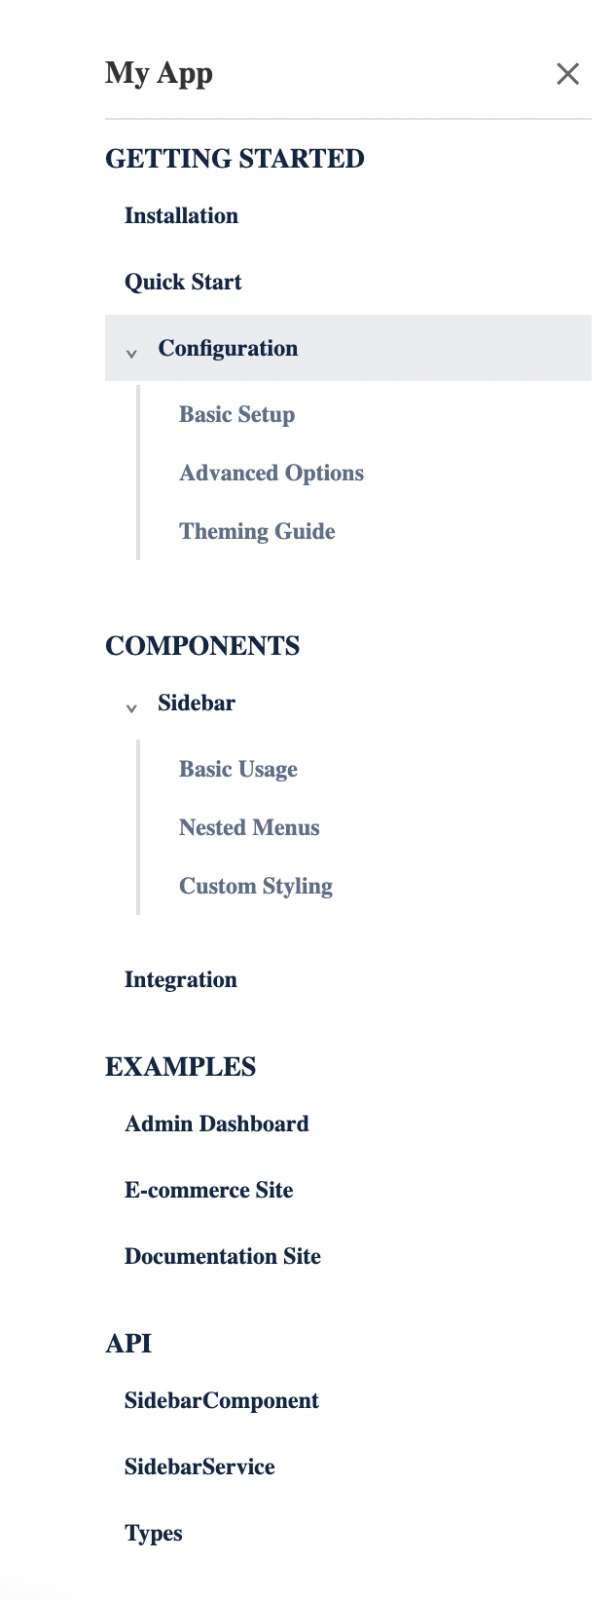 My App
GETTING STARTED
Installation
Quick Start
Configuration
Basic Setup
Advanced Options
Theming Guide
COMPONENTS
Sidebar
Basic Usage
Nested Menus
Custom Styling
Integration
EXAMPLES
Admin Dashboard
E-commerce Site
Documentation Site
API
SidebarComponent
SidebarService
Types